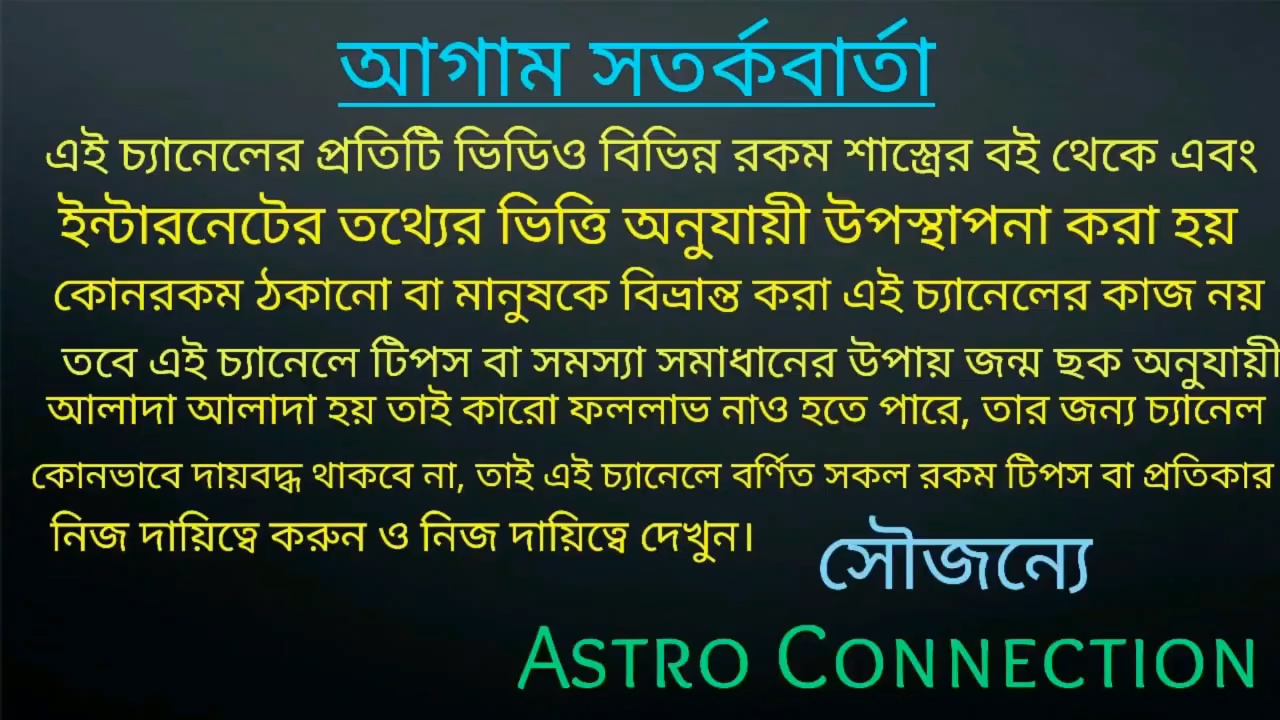 আগাম সতর্কবার্তা
এই চ্যানেলের প্রতিটি ভিডিও বিভিন্ন রকম শাস্ত্রের বই থেকে এবং
ইন্টারনেটের তথ্যের ভিত্তি অনুযায়ী উপস্থাপনা করা হয়
কোনরকম ঠকানো বা মানুষকে বিভ্রান্ত করা এই চ্যানেলের কাজ নয়
তবে এই চ্যানেলে টিপস বা সমস্যা সমাধানের উপায় জন্ম ছক অনুযায়ী
আলাদা আলাদা হয় তাই কারো ফললাভ নাও হতে পারে, তার জন্য চ্যানেল
কোনভাবে দায়বদ্ধ থাকবে না, তাই এই চ্যানেলে বর্ণিত সকল রকম টিপস বা প্রতিকার
নিজ দায়িত্বে করুন ও নিজ দায়িত্বে দেখুন।
সৌজন্যে
ASTRO CONNECTION